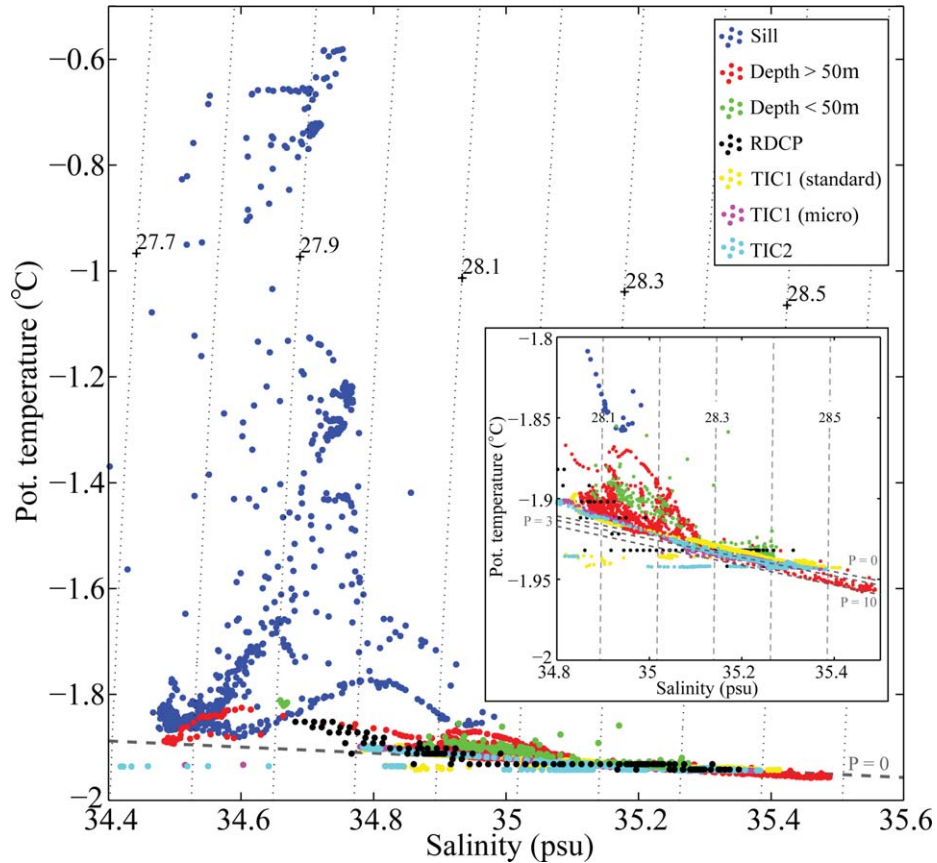 Pot. temperature (°C)
−0.6
−0.8
−1
−1.2
−1.4
−1.6
−1.8
−2
27.7
27.9
28.1
28.3
28.5
Sill
Depth > 50m
Depth < 50m
RDCP
TIC1 (standard)
TIC1 (micro)
TIC2
Pot. temperature (°C)
−1.8
−1.85
−1.9
−1.95
−2
28.1
28.3
28.5
P = 3
P = 0
P = 10
34.8
35
35.2
35.4
Salinity (psu)
P = 0
34.4
34.6
34.8
35
35.2
35.4
35.6
Salinity (psu)